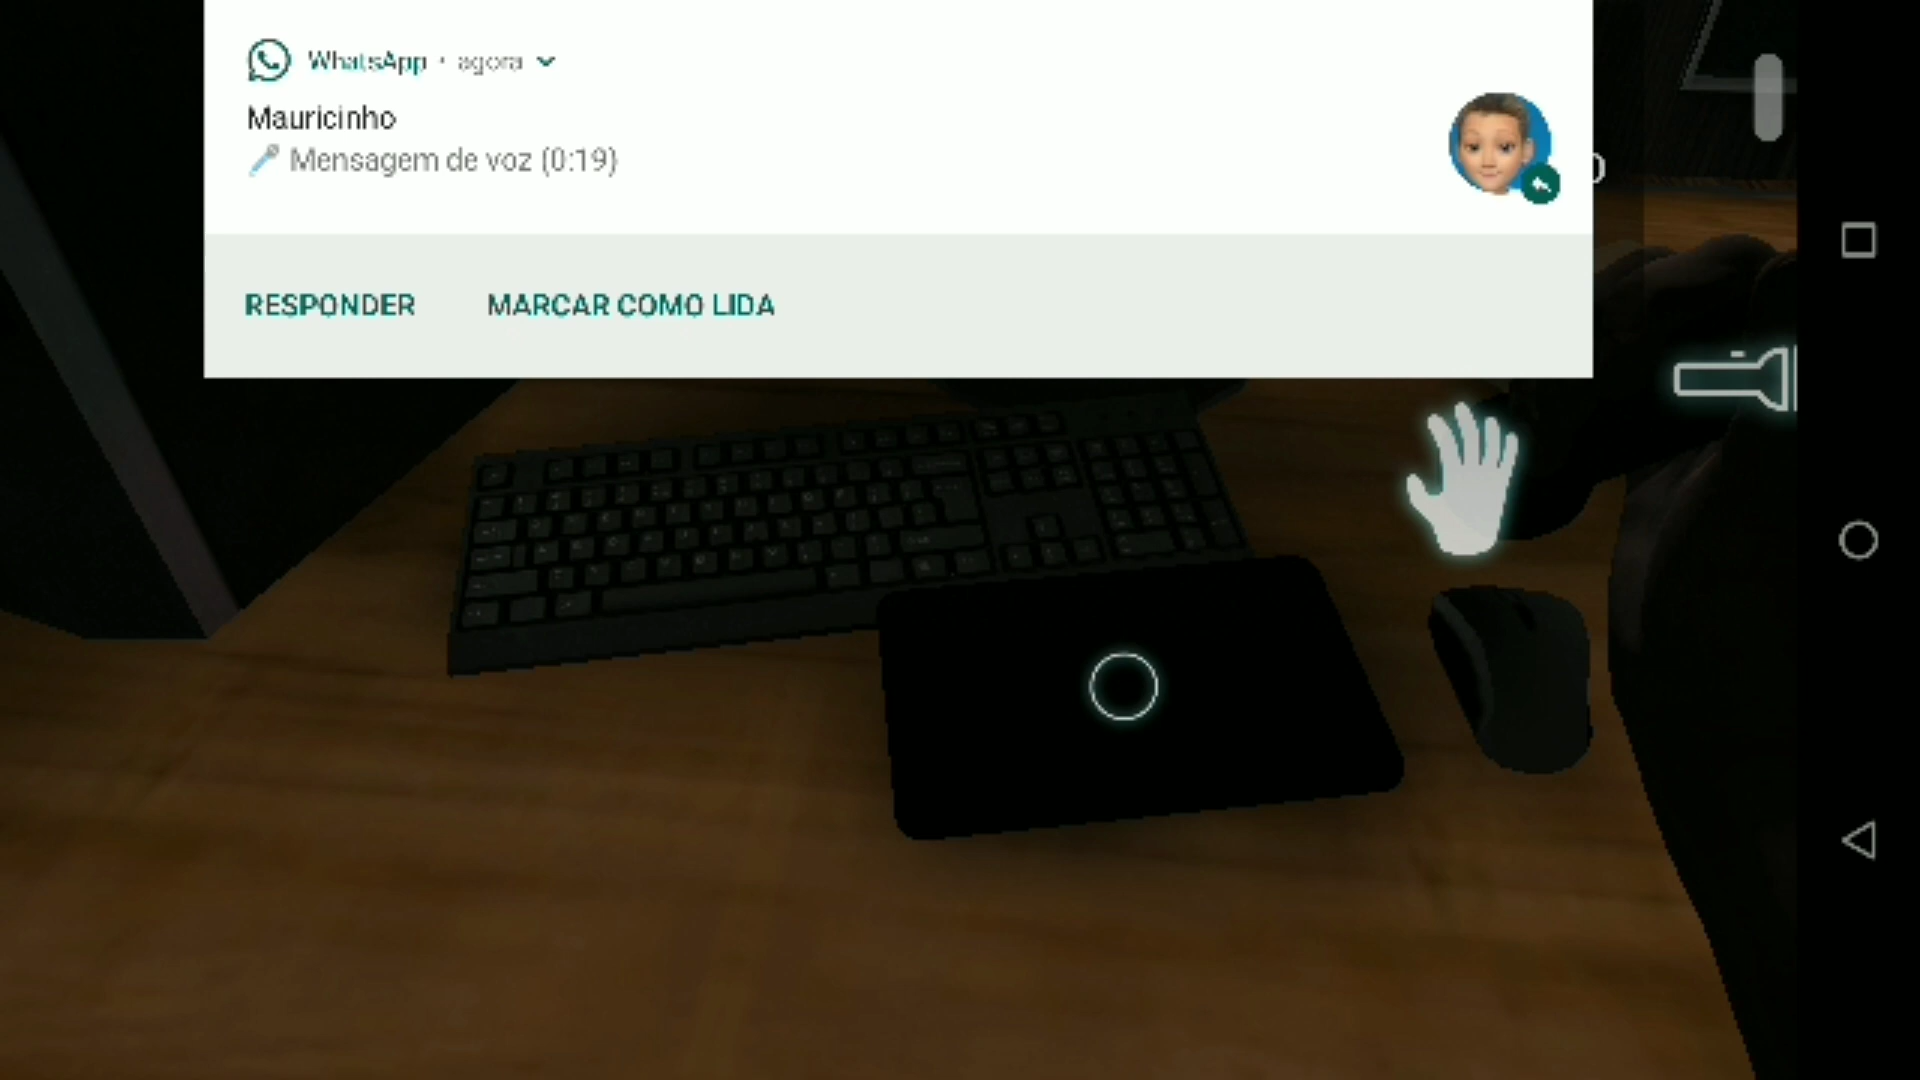 WhatsApp · agora
Mauricinho
🎤 Mensagem de voz (0:19)
RESPONDER MARCAR COMO LIDA